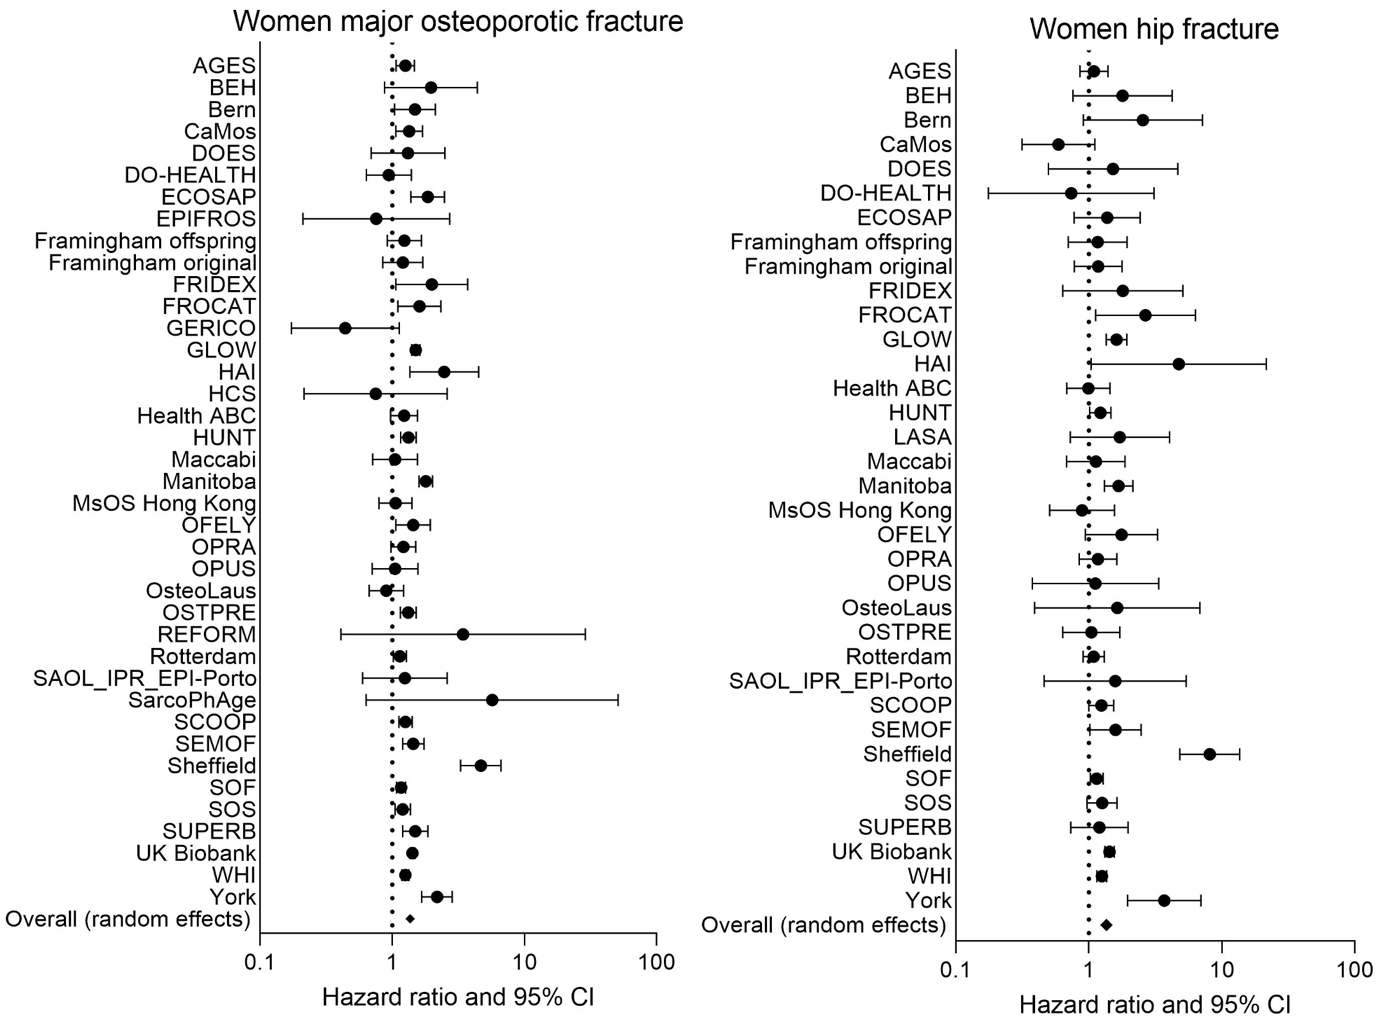 Women major osteoporotic fracture
AGES
BEH
Bern
CaMos
DOES
DO-HEALTH
ECOSAP
EPIFROS
Framingham offspring
Framingham original
FRIDEX
FROCAT
GERICO
GLOW
HAI
HCS
Health ABC
HUNT
Maccabi
Manitoba
MsOS Hong Kong
OFELY
OPRA
OPUS
OsteoLaus
OSTPRE
REFORM
Rotterdam
SAOL_IPR_EPI-Porto
SarcoPhAge
SCOOP
SEMOF
Sheffield
SOF
SOS
SUPERB
UK Biobank
WHI
York
Overall (random effects)
0.1 1 10 100
Hazard ratio and 95% CI
Women hip fracture
AGES
BEH
Bern
CaMos
DOES
DO-HEALTH
ECOSAP
Framingham offspring
Framingham original
FRIDEX
FROCAT
GLOW
HAI
Health ABC
HUNT
LASA
Maccabi
Manitoba
MsOS Hong Kong
OFELY
OPRA
OPUS
OsteoLaus
OSTPRE
Rotterdam
SAOL_IPR_EPI-Porto
SCOOP
SEMOF
Sheffield
SOF
SOS
SUPERB
UK Biobank
WHI
York
Overall (random effects)
0.1 1 10 100
Hazard ratio and 95% CI